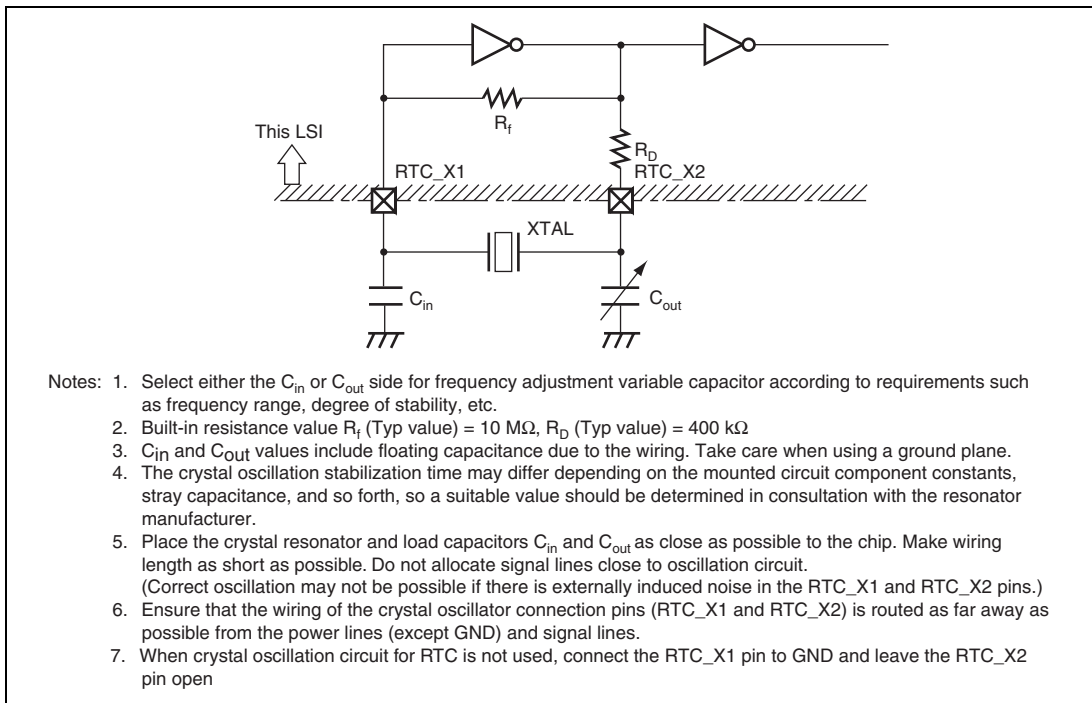 This LSI
R_f
R_D
RTC_X1
RTC_X2
XTAL
C_in
C_out
Notes: 1. Select either the C_in or C_out side for frequency adjustment variable capacitor according to requirements such
as frequency range, degree of stability, etc.
2. Built-in resistance value R_f (Typ value) = 10 MΩ, R_D (Typ value) = 400 kΩ
3. Cin and Cout values include floating capacitance due to the wiring. Take care when using a ground plane.
4. The crystal oscillation stabilization time may differ depending on the mounted circuit component constants,
stray capacitance, and so forth, so a suitable value should be determined in consultation with the resonator
manufacturer.
5. Place the crystal resonator and load capacitors C_in and C_out as close as possible to the chip. Make wiring
length as short as possible. Do not allocate signal lines close to oscillation circuit.
(Correct oscillation may not be possible if there is externally induced noise in the RTC_X1 and RTC_X2 pins.)
6. Ensure that the wiring of the crystal oscillator connection pins (RTC_X1 and RTC_X2) is routed as far away as
possible from the power lines (except GND) and signal lines.
7. When crystal oscillation circuit for RTC is not used, connect the RTC_X1 pin to GND and leave the RTC_X2
pin open